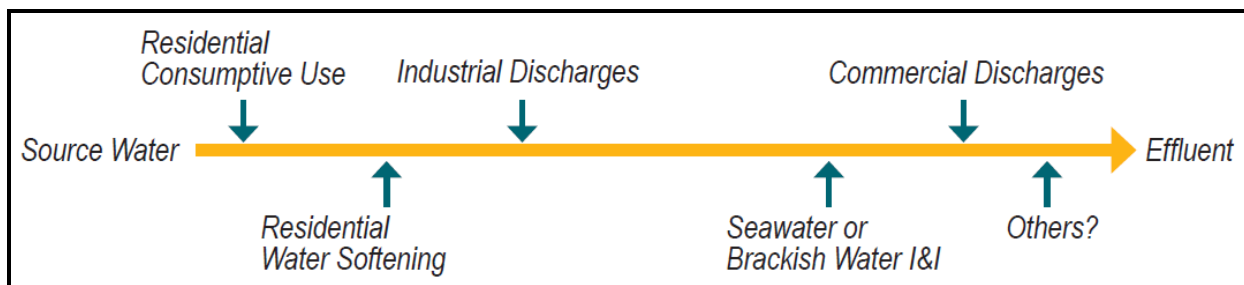 Residential
Consumptive Use
Industrial Discharges
Commercial Discharges
Source Water
Effluent
Residential
Water Softening
Seawater or
Brackish Water I&I
Others?